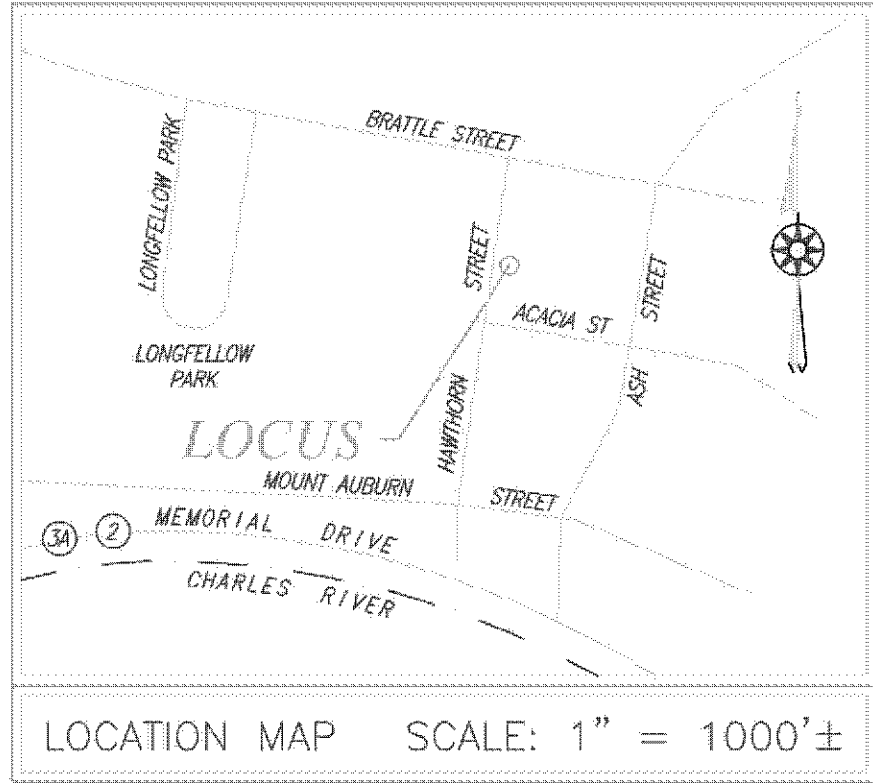 BRATTLE STREET
LONGFELLOW PARK
STREET
STREET
ACACIA ST
LONGFELLOW
PARK
ASH
HAWTHORN
LOCUS
MOUNT AUBURN
STREET
3A
2
MEMORIAL DRIVE
CHARLES RIVER
LOCATION MAP SCALE: 1" = 1000'±